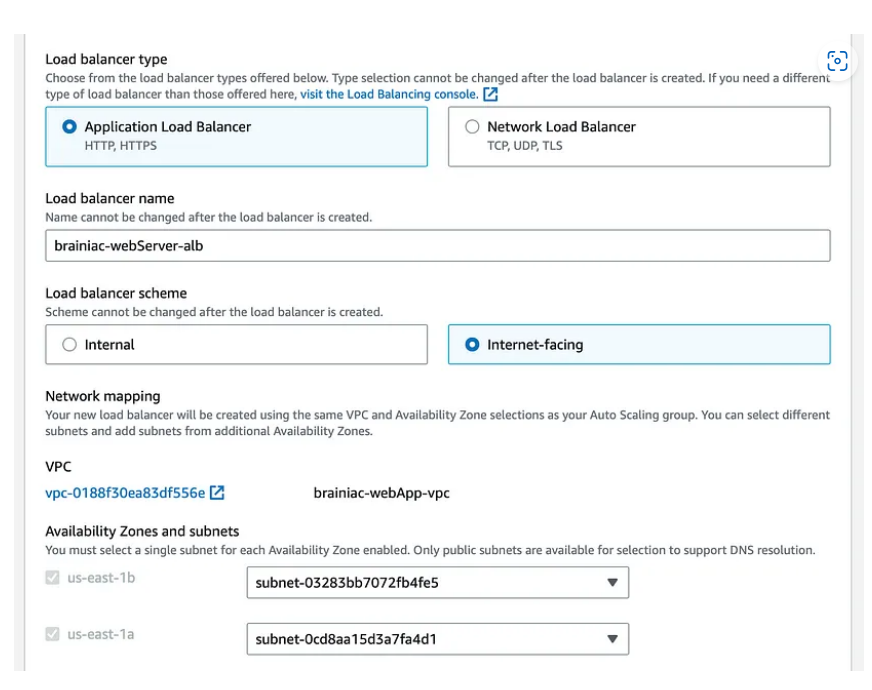 Load balancer type
Choose from the load balancer types offered below. Type selection cannot be changed after the load balancer is created. If you need a different
type of load balancer than those offered here, visit the Load Balancing console.
Application Load Balancer
HTTP, HTTPS
Network Load Balancer
TCP, UDP, TLS
Load balancer name
Name cannot be changed after the load balancer is created.
brainiac-webServer-alb
Load balancer scheme
Scheme cannot be changed after the load balancer is created.
Internal
Internet-facing
Network mapping
Your new load balancer will be created using the same VPC and Availability Zone selections as your Auto Scaling group. You can select different
subnets and add subnets from additional Availability Zones.
VPC
vpc-0188f30ea83df556e
brainiac-webApp-vpc
Availability Zones and subnets
You must select a single subnet for each Availability Zone enabled. Only public subnets are available for selection to support DNS resolution.
us-east-1b
subnet-03283bb7072fb4fe5
us-east-1a
subnet-0cd8aa15d3a7fa4d1